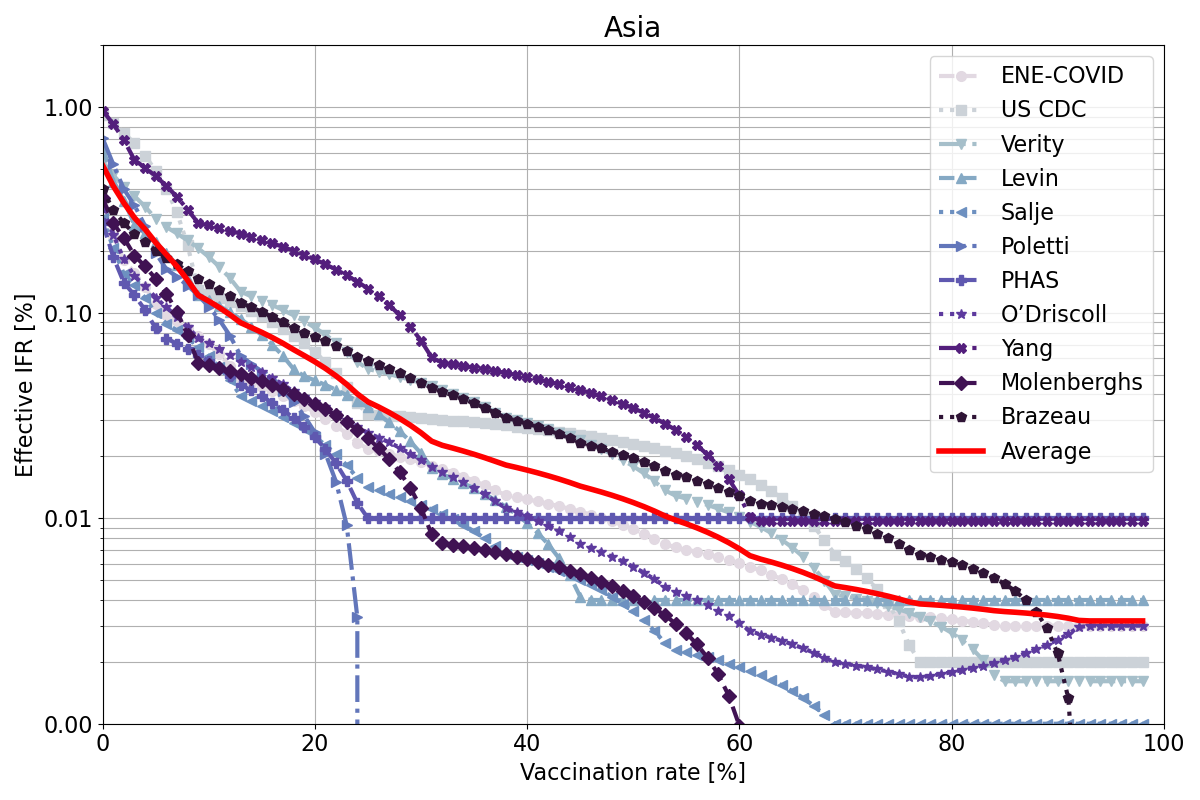 Asia
Effective IFR [%]
1.00
0.10
0.01
0.00
0
20
40
60
80
100
Vaccination rate [%]
ENE-COVID
US CDC
Verity
Levin
Salje
Poletti
PHAS
O’Driscoll
Yang
Molenberghs
Brazeau
Average